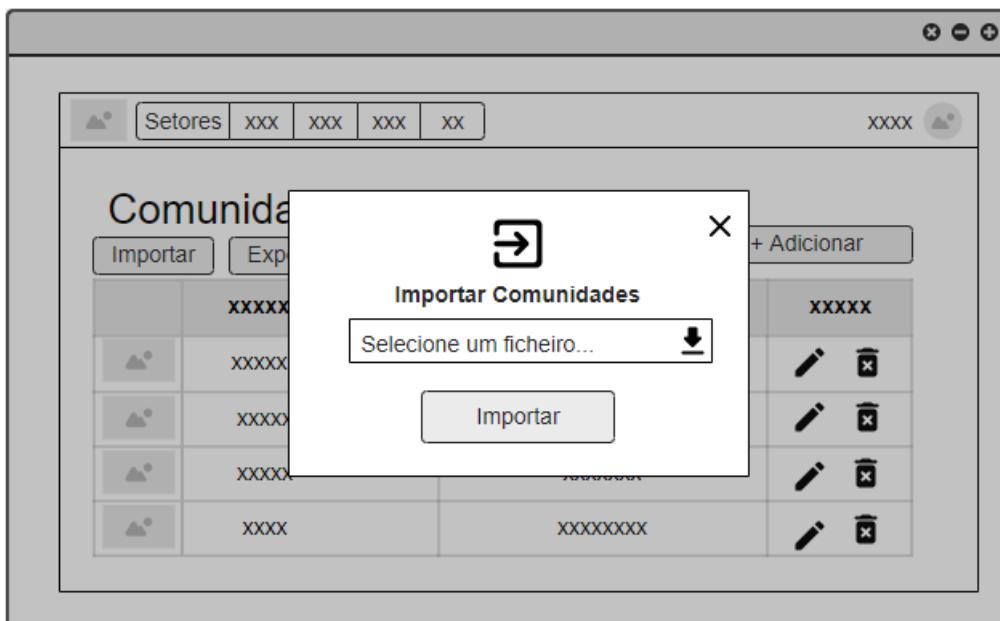 Setores xxx xxx xxx xx xxxx
Comunida
Importar Exp + Adicionar
Importar Comunidades
Selecione um ficheiro...
Importar
xxxxx xxxxx
xxxxx
xxxxx
xxxxx xxxxxxx
xxxx xxxxxxxx